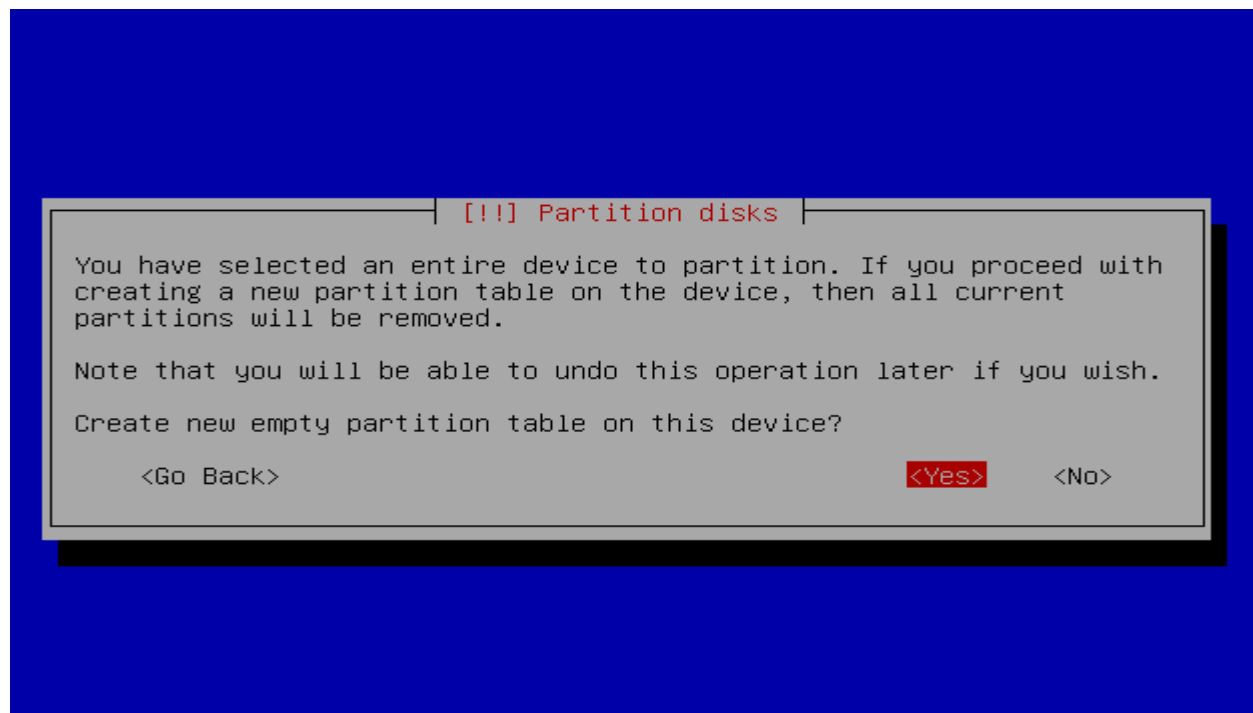 [!!] Partition disks
You have selected an entire device to partition. If you proceed with
creating a new partition table on the device, then all current
partitions will be removed.
Note that you will be able to undo this operation later if you wish.
Create new empty partition table on this device?
<Go Back> <Yes> <No>